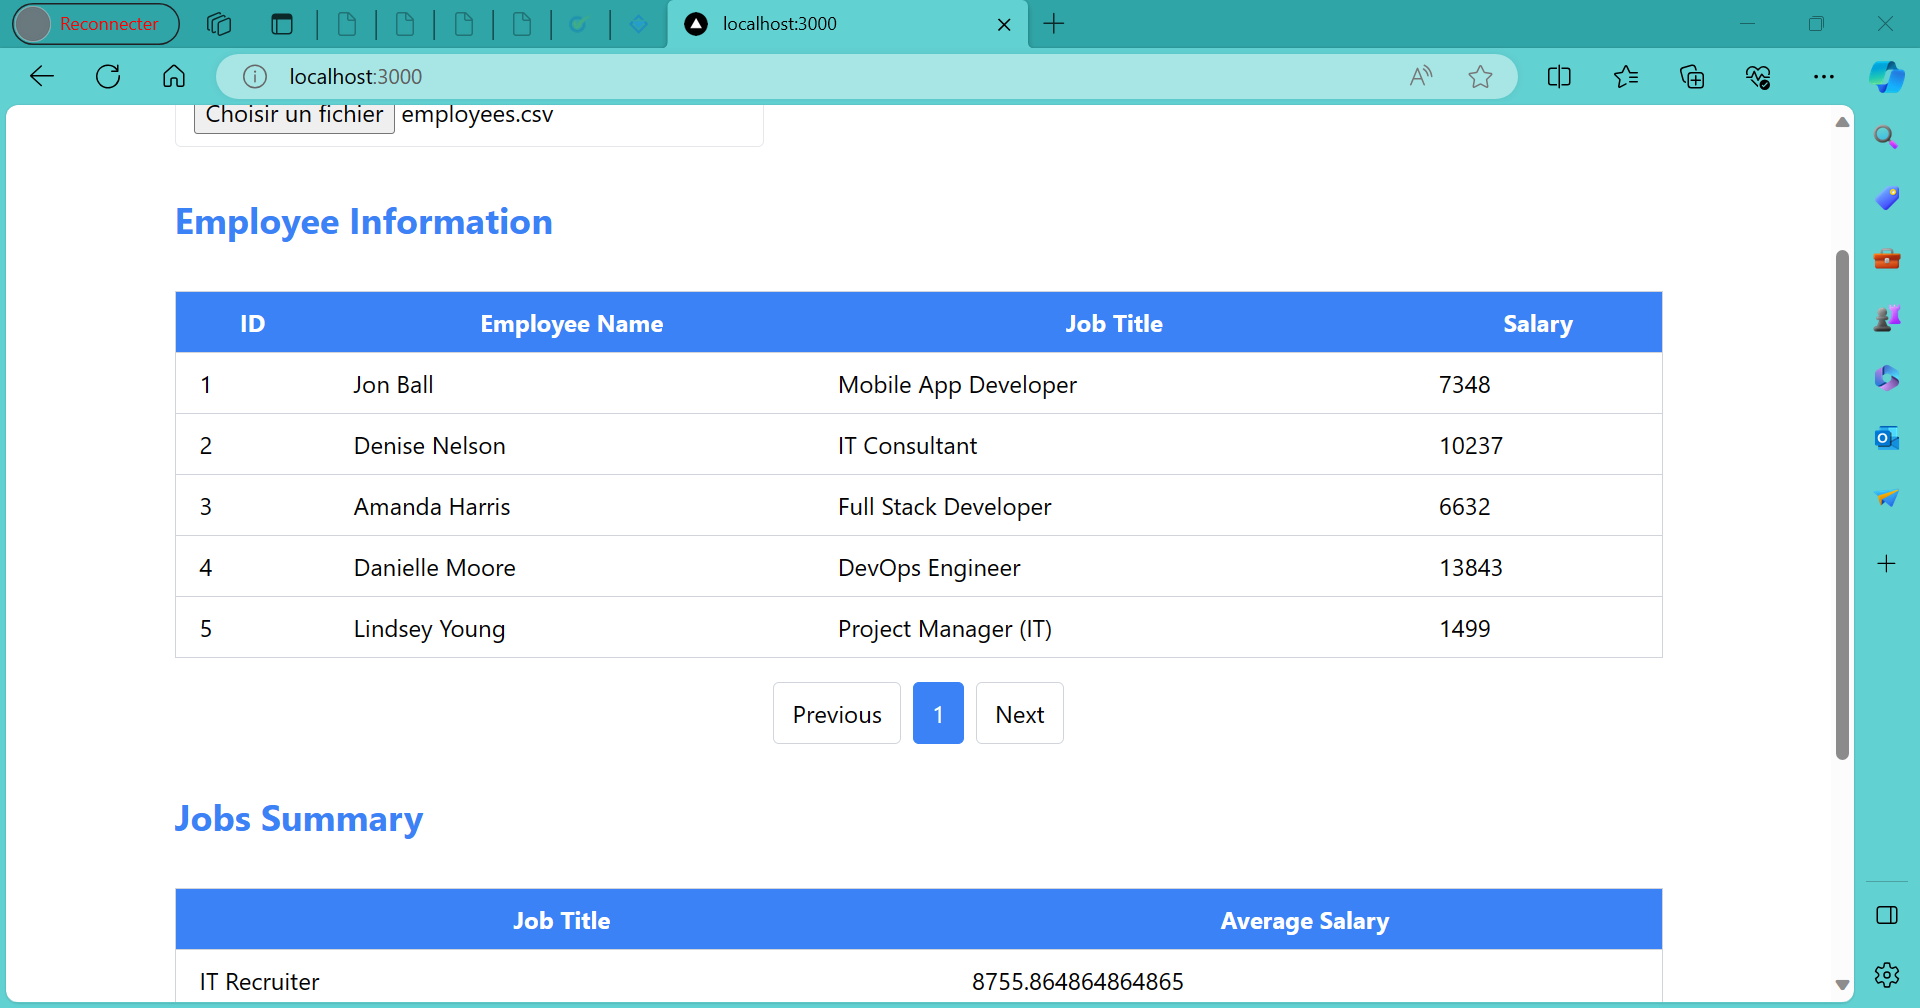 Reconnecter
localhost:3000
localhost:3000
Choisir un fichier employees.csv
Employee Information
ID Employee Name Job Title Salary
1 Jon Ball Mobile App Developer 7348
2 Denise Nelson IT Consultant 10237
3 Amanda Harris Full Stack Developer 6632
4 Danielle Moore DevOps Engineer 13843
5 Lindsey Young Project Manager (IT) 1499
Previous 1 Next
Jobs Summary
Job Title Average Salary
IT Recruiter 8755.864864864865